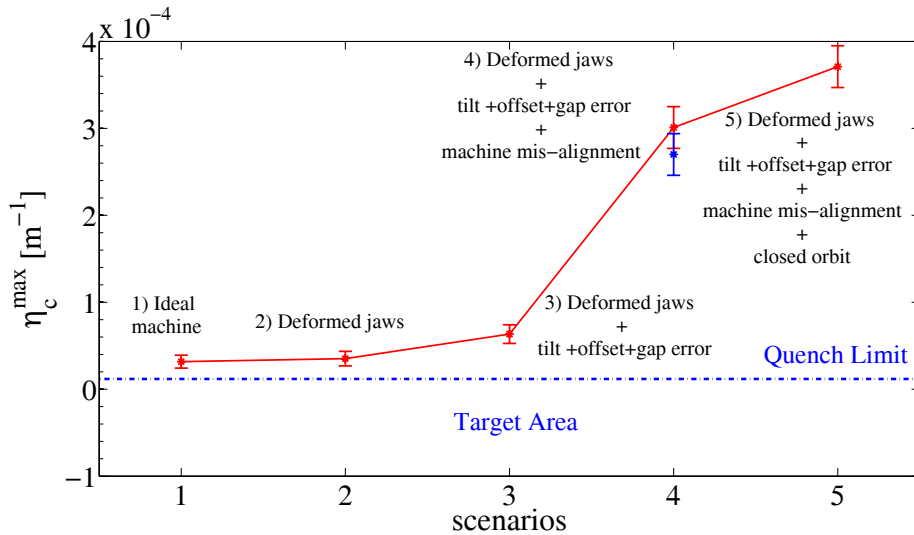 x 10−4
4
3
2
1
0
−1
ηcmax [m−1]
1) Ideal
machine
2) Deformed jaws
3) Deformed jaws
+
tilt +offset+gap error
4) Deformed jaws
+
tilt +offset+gap error
+
machine mis−alignment
5) Deformed jaws
+
tilt +offset+gap error
+
machine mis−alignment
+
closed orbit
Quench Limit
Target Area
1 2 3 4 5
scenarios